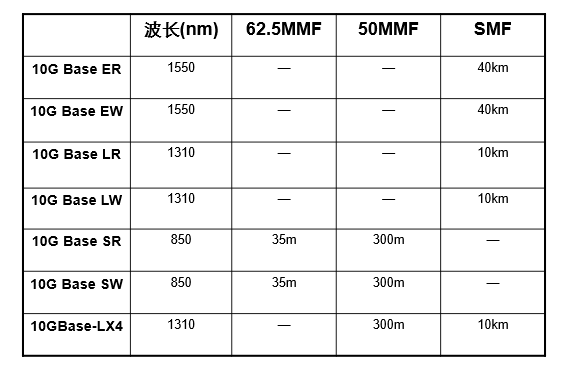 波长(nm) 62.5MMF 50MMF SMF
10G Base ER 1550 — — 40km
10G Base EW 1550 — — 40km
10G Base LR 1310 — — 10km
10G Base LW 1310 — — 10km
10G Base SR 850 35m 300m —
10G Base SW 850 35m 300m —
10GBase-LX4 1310 — 300m 10km